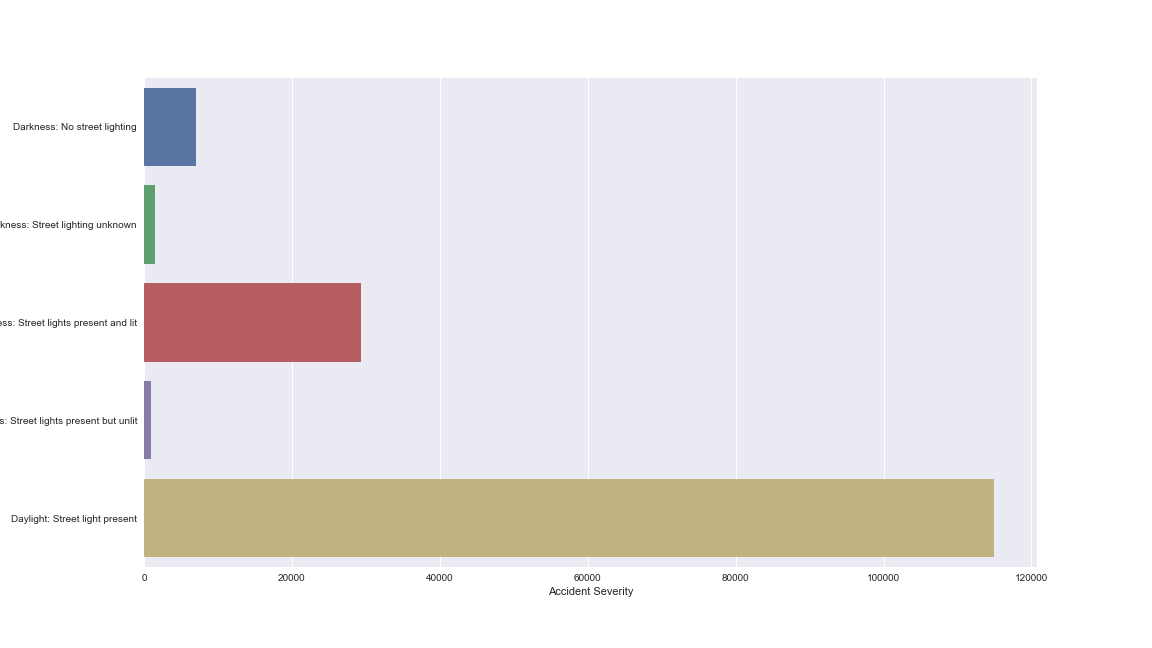 Darkness: No street lighting
kness: Street lighting unknown
ess: Street lights present and lit
s: Street lights present but unlit
Daylight: Street light present
0 20000 40000 60000 80000 100000 120000
Accident Severity